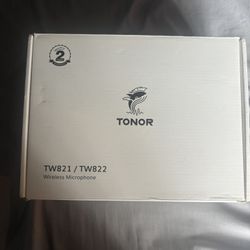 2
TONOR
TW821 / TW822
Wireless Microphone